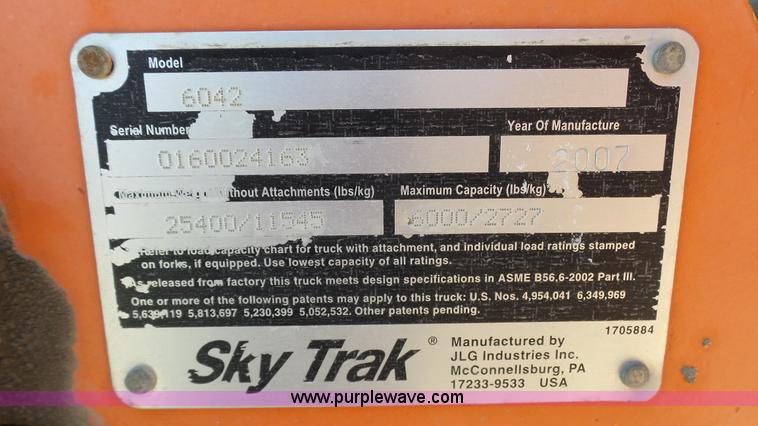 Model
6042
Serial Number
0160024163
Year Of Manufacture
2007
Maximum Weight Without Attachments (lbs/kg)
25400/11545
Maximum Capacity (lbs/kg)
6000/2727
Refer to load capacity chart for truck with attachment, and individual load ratings stamped
on forks, if equipped. Use lowest capacity of all ratings.
As released from factory this truck meets design specifications in ASME B56.6-2002 Part III.
One or more of the following patents may apply to this truck: U.S. Nos. 4,954,041 6,349,969
5,639,119 5,813,697 5,230,399 5,052,532. Other patents pending.
1705884
Sky Trak ®
Manufactured by
JLG Industries Inc.
McConnellsburg, PA
17233-9533 USA
www.purplewave.com